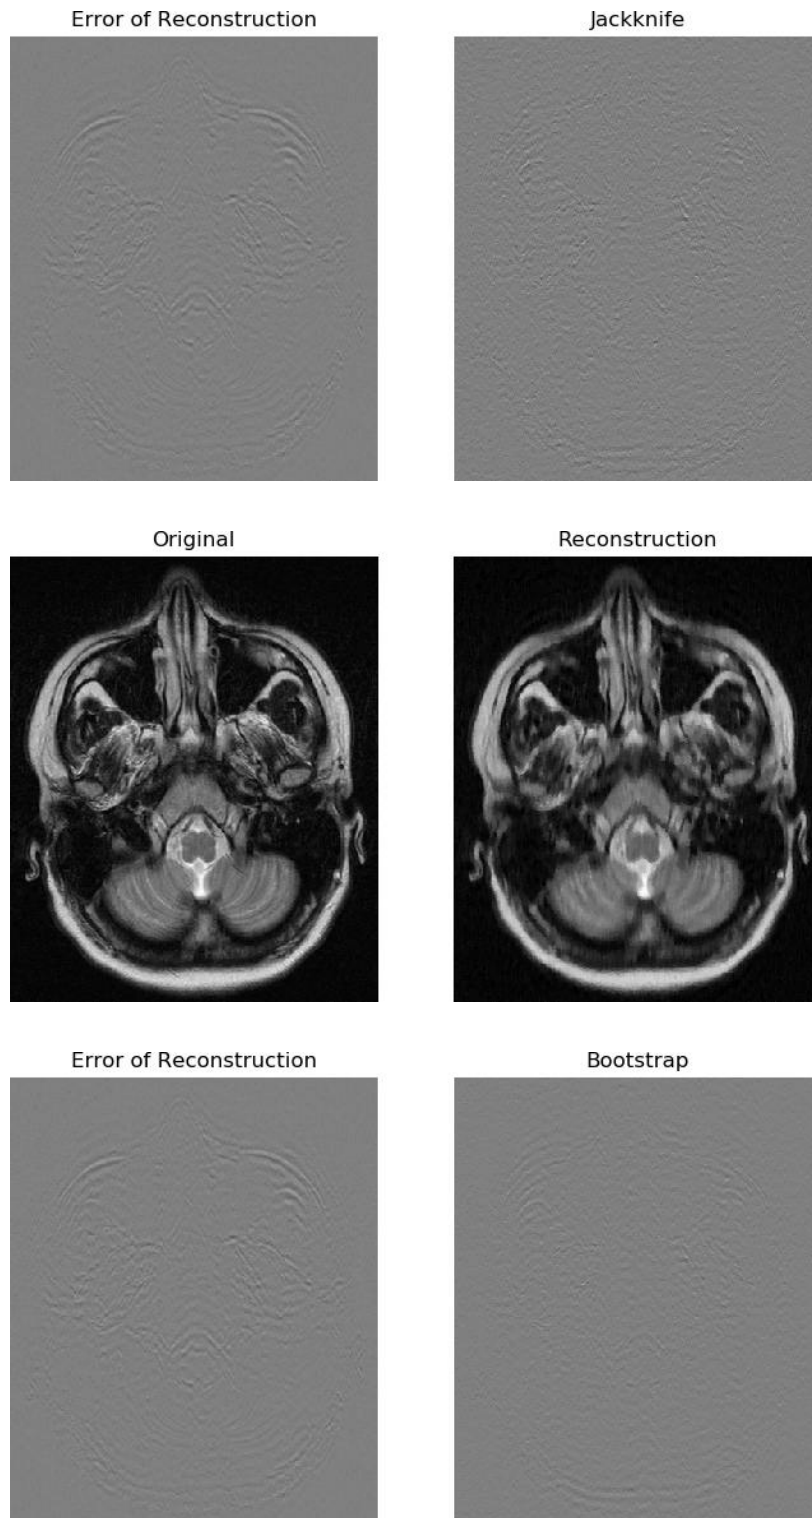 Error of Reconstruction
Jackknife
Original
Reconstruction
Error of Reconstruction
Bootstrap